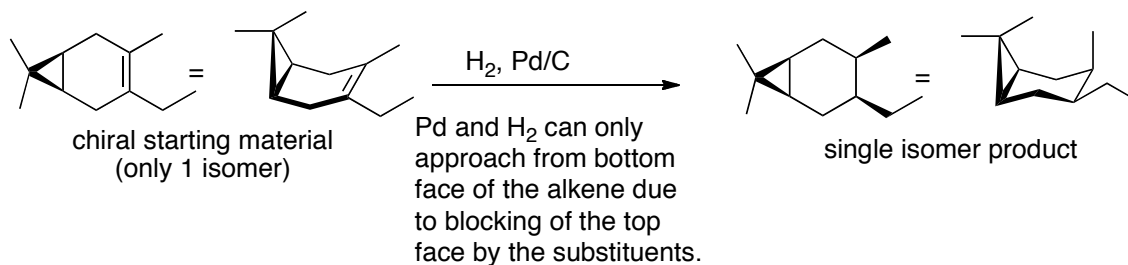 =
H2, Pd/C
=
chiral starting material
(only 1 isomer)
Pd and H2 can only
approach from bottom
face of the alkene due
to blocking of the top
face by the substituents.
single isomer product